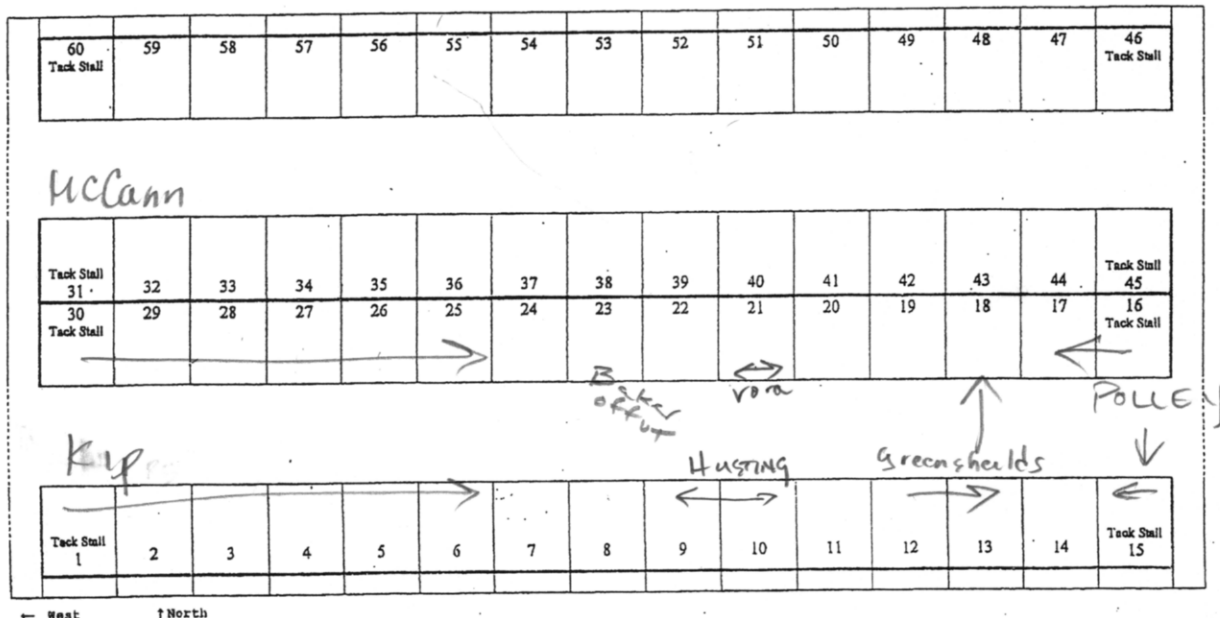 60 59 58 57 56 55 54 53 52 51 50 49 48 47 46
Tack Stall Tack Stall
McCann
Tack Stall Tack Stall
31 32 33 34 35 36 37 38 39 40 41 42 43 44 45
30 29 28 27 26 25 24 23 22 21 20 19 18 17 16
Tack Stall Tack Stall
Baker
offut
vora
POLLEY
Kip
HUSTING
Greenshields
Tack Stall Tack Stall
1 2 3 4 5 6 7 8 9 10 11 12 13 14 15
← West ↑North